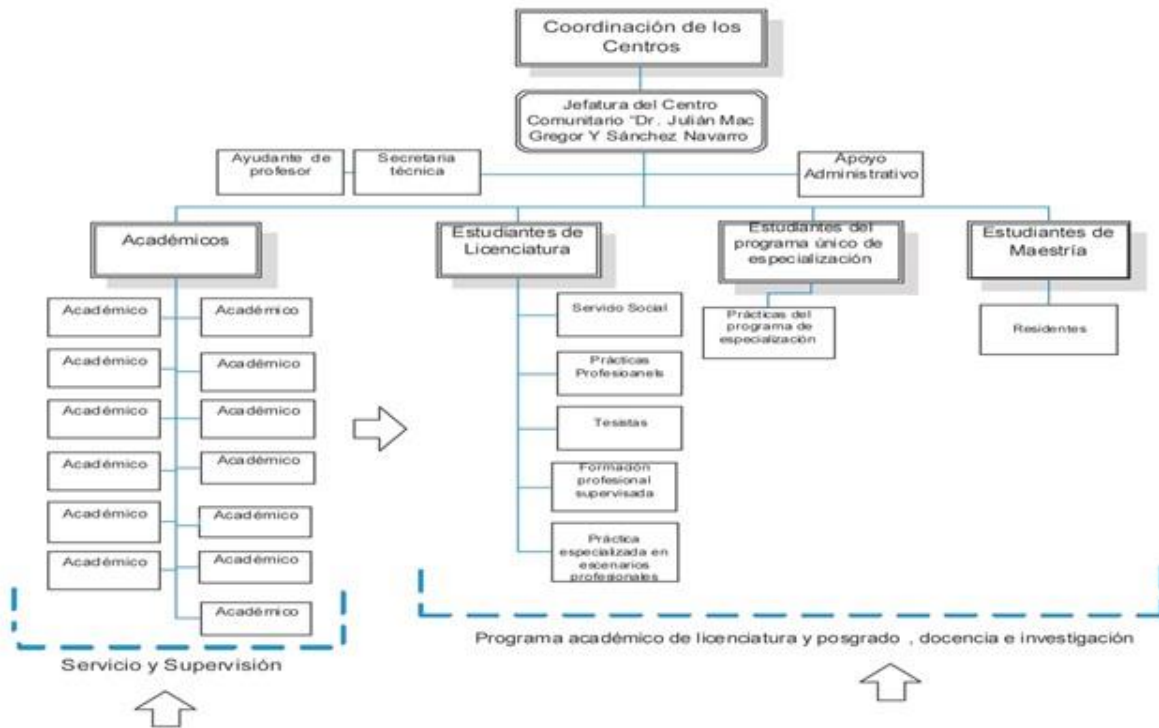 Coordinación de los
Centros
Jefatura del Centro
Comunitario "Dr. Julián Mac
Gregor Y Sánchez Navarro
Ayudante de
profesor
Secretaria
técnica
Apoyo
Administrativo
Académicos
Estudiantes de
Licenciatura
Estudiantes del
programa único de
especialización
Estudiantes de
Maestría
Académico
Académico
Académico
Académico
Académico
Académico
Académico
Académico
Académico
Académico
Académico
Académico
Académico
Servicio Social
Prácticas
Profesioanels
Tesistas
Formación
profesional
supervisada
Práctica
especializada en
escenarios
profesionales
Prácticas del
programa de
especialización
Residentes
Servicio y Supervisión
Programa académico de licenciatura y posgrado , docencia e investigación